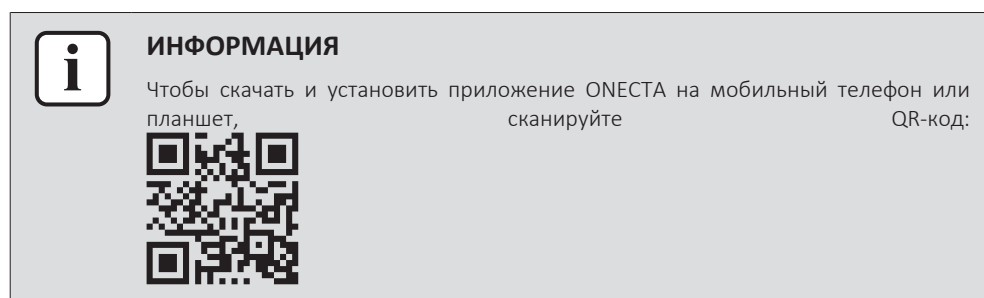 i
ИНФОРМАЦИЯ
Чтобы скачать и установить приложение ONECTA на мобильный телефон или
планшет, сканируйте QR-код: